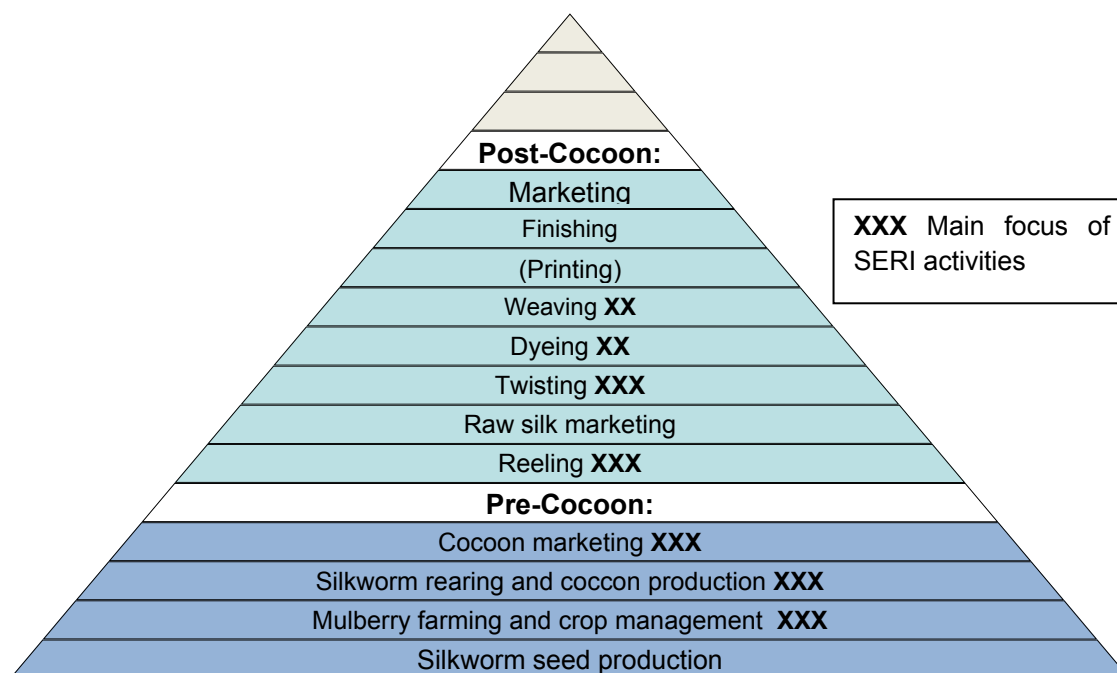 Post-Cocoon:
Marketing
Finishing
(Printing)
Weaving XX
Dyeing XX
Twisting XXX
Raw silk marketing
Reeling XXX
Pre-Cocoon:
Cocoon marketing XXX
Silkworm rearing and coccon production XXX
Mulberry farming and crop management XXX
Silkworm seed production
XXX Main focus of
SERI activities